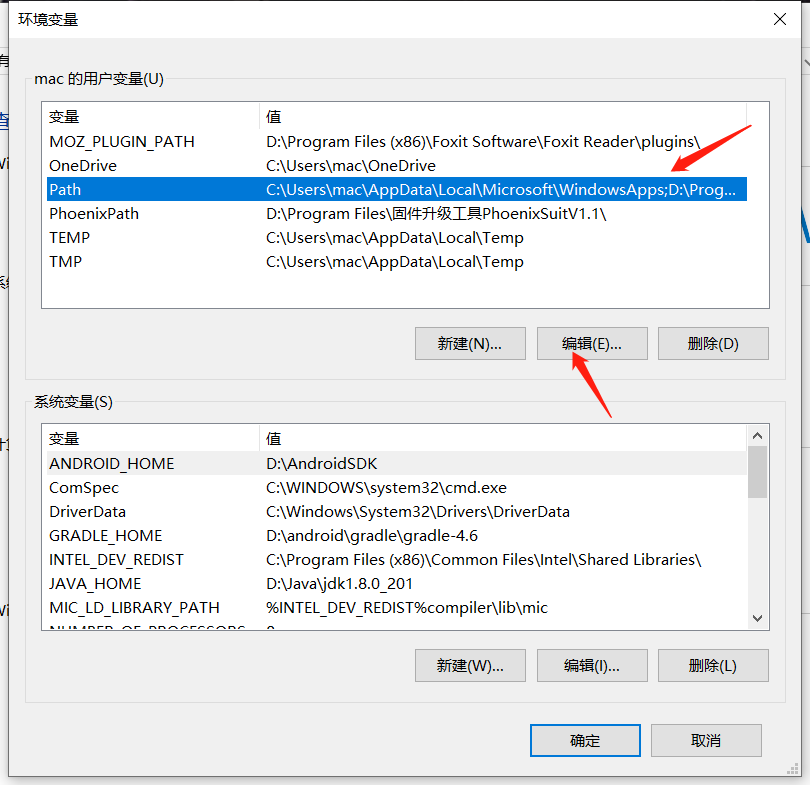 环境变量
mac 的用户变量(U)
变量 值
MOZ_PLUGIN_PATH D:\Program Files (x86)\Foxit Software\Foxit Reader\plugins\
OneDrive C:\Users\mac\OneDrive
Path C:\Users\mac\AppData\Local\Microsoft\WindowsApps;D:\Prog...
PhoenixPath D:\Program Files\固件升级工具PhoenixSuitV1.1\
TEMP C:\Users\mac\AppData\Local\Temp
TMP C:\Users\mac\AppData\Local\Temp
新建(N)... 编辑(E)... 删除(D)
系统变量(S)
变量 值
ANDROID_HOME D:\AndroidSDK
ComSpec C:\WINDOWS\system32\cmd.exe
DriverData C:\Windows\System32\Drivers\DriverData
GRADLE_HOME D:\android\gradle\gradle-4.6
INTEL_DEV_REDIST C:\Program Files (x86)\Common Files\Intel\Shared Libraries\
JAVA_HOME D:\Java\jdk1.8.0_201
MIC_LD_LIBRARY_PATH %INTEL_DEV_REDIST%compiler\lib\mic
NUMBER_OF_PROCESSORS
新建(W)... 编辑(I)... 删除(L)
确定 取消